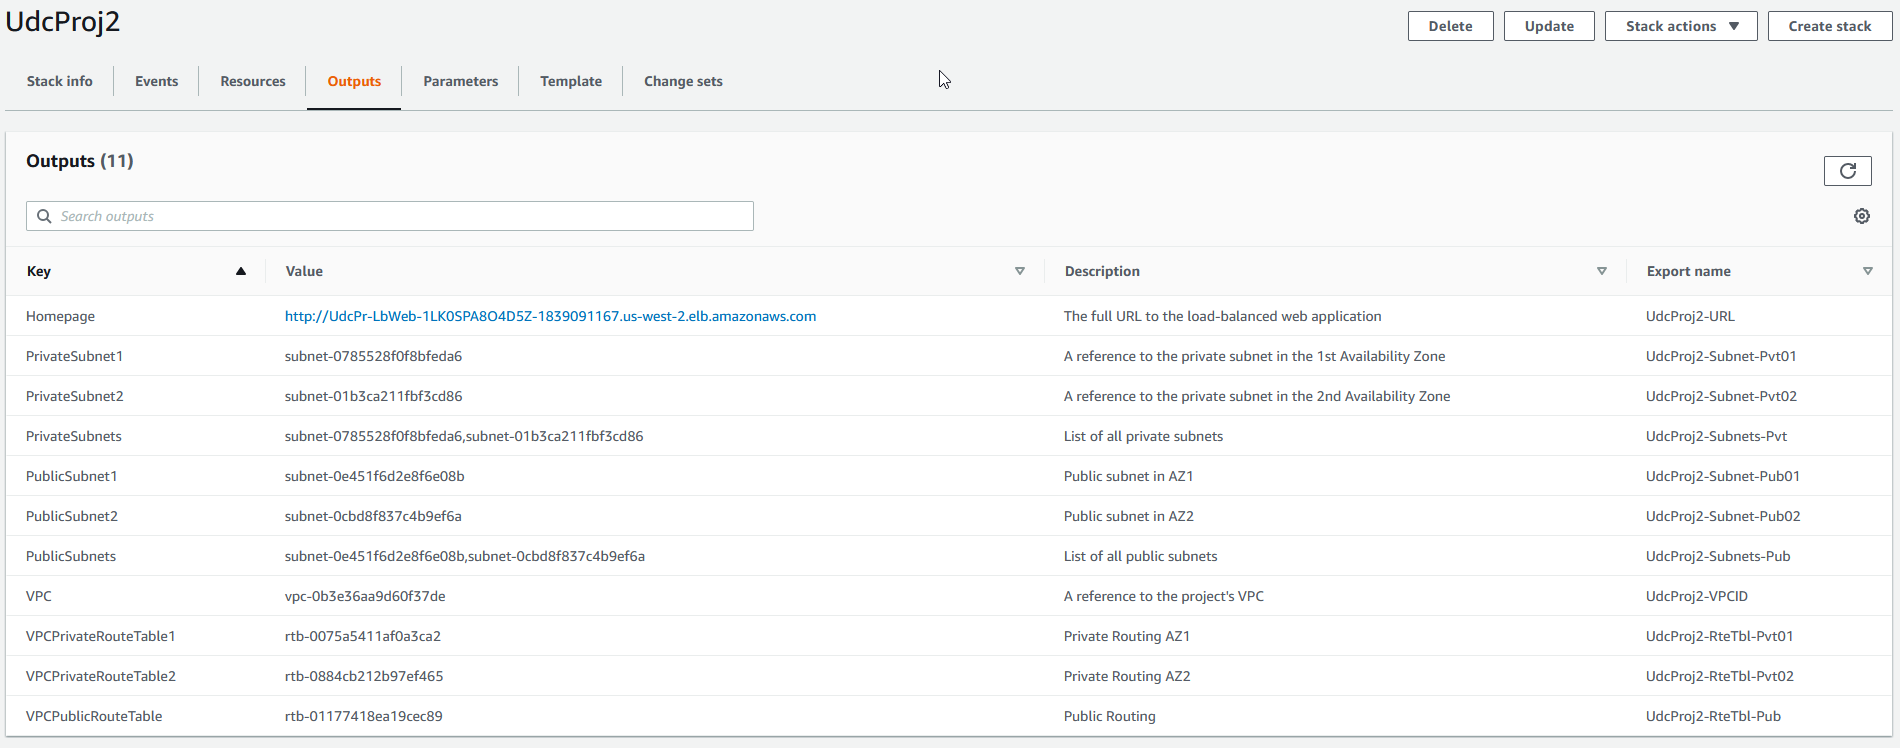 UdcProj2
Delete Update Stack actions Create stack
Stack info Events Resources Outputs Parameters Template Change sets
Outputs (11)
Search outputs
Key Value Description Export name
Homepage http://UdcPr-LbWeb-1LK0SPA8O4D5Z-1839091167.us-west-2.elb.amazonaws.com The full URL to the load-balanced web application UdcProj2-URL
PrivateSubnet1 subnet-0785528f0f8bfeda6 A reference to the private subnet in the 1st Availability Zone UdcProj2-Subnet-Pvt01
PrivateSubnet2 subnet-01b3ca211fbf3cd86 A reference to the private subnet in the 2nd Availability Zone UdcProj2-Subnet-Pvt02
PrivateSubnets subnet-0785528f0f8bfeda6,subnet-01b3ca211fbf3cd86 List of all private subnets UdcProj2-Subnets-Pvt
PublicSubnet1 subnet-0e451f6d2e8f6e08b Public subnet in AZ1 UdcProj2-Subnet-Pub01
PublicSubnet2 subnet-0cbd8f837c4b9ef6a Public subnet in AZ2 UdcProj2-Subnet-Pub02
PublicSubnets subnet-0e451f6d2e8f6e08b,subnet-0cbd8f837c4b9ef6a List of all public subnets UdcProj2-Subnets-Pub
VPC vpc-0b3e36aa9d60f37de A reference to the project's VPC UdcProj2-VPCID
VPCPrivateRouteTable1 rtb-0075a5411af0a3ca2 Private Routing AZ1 UdcProj2-RteTbl-Pvt01
VPCPrivateRouteTable2 rtb-0884cb212b97ef465 Private Routing AZ2 UdcProj2-RteTbl-Pvt02
VPCPublicRouteTable rtb-01177418ea19cec89 Public Routing UdcProj2-RteTbl-Pub